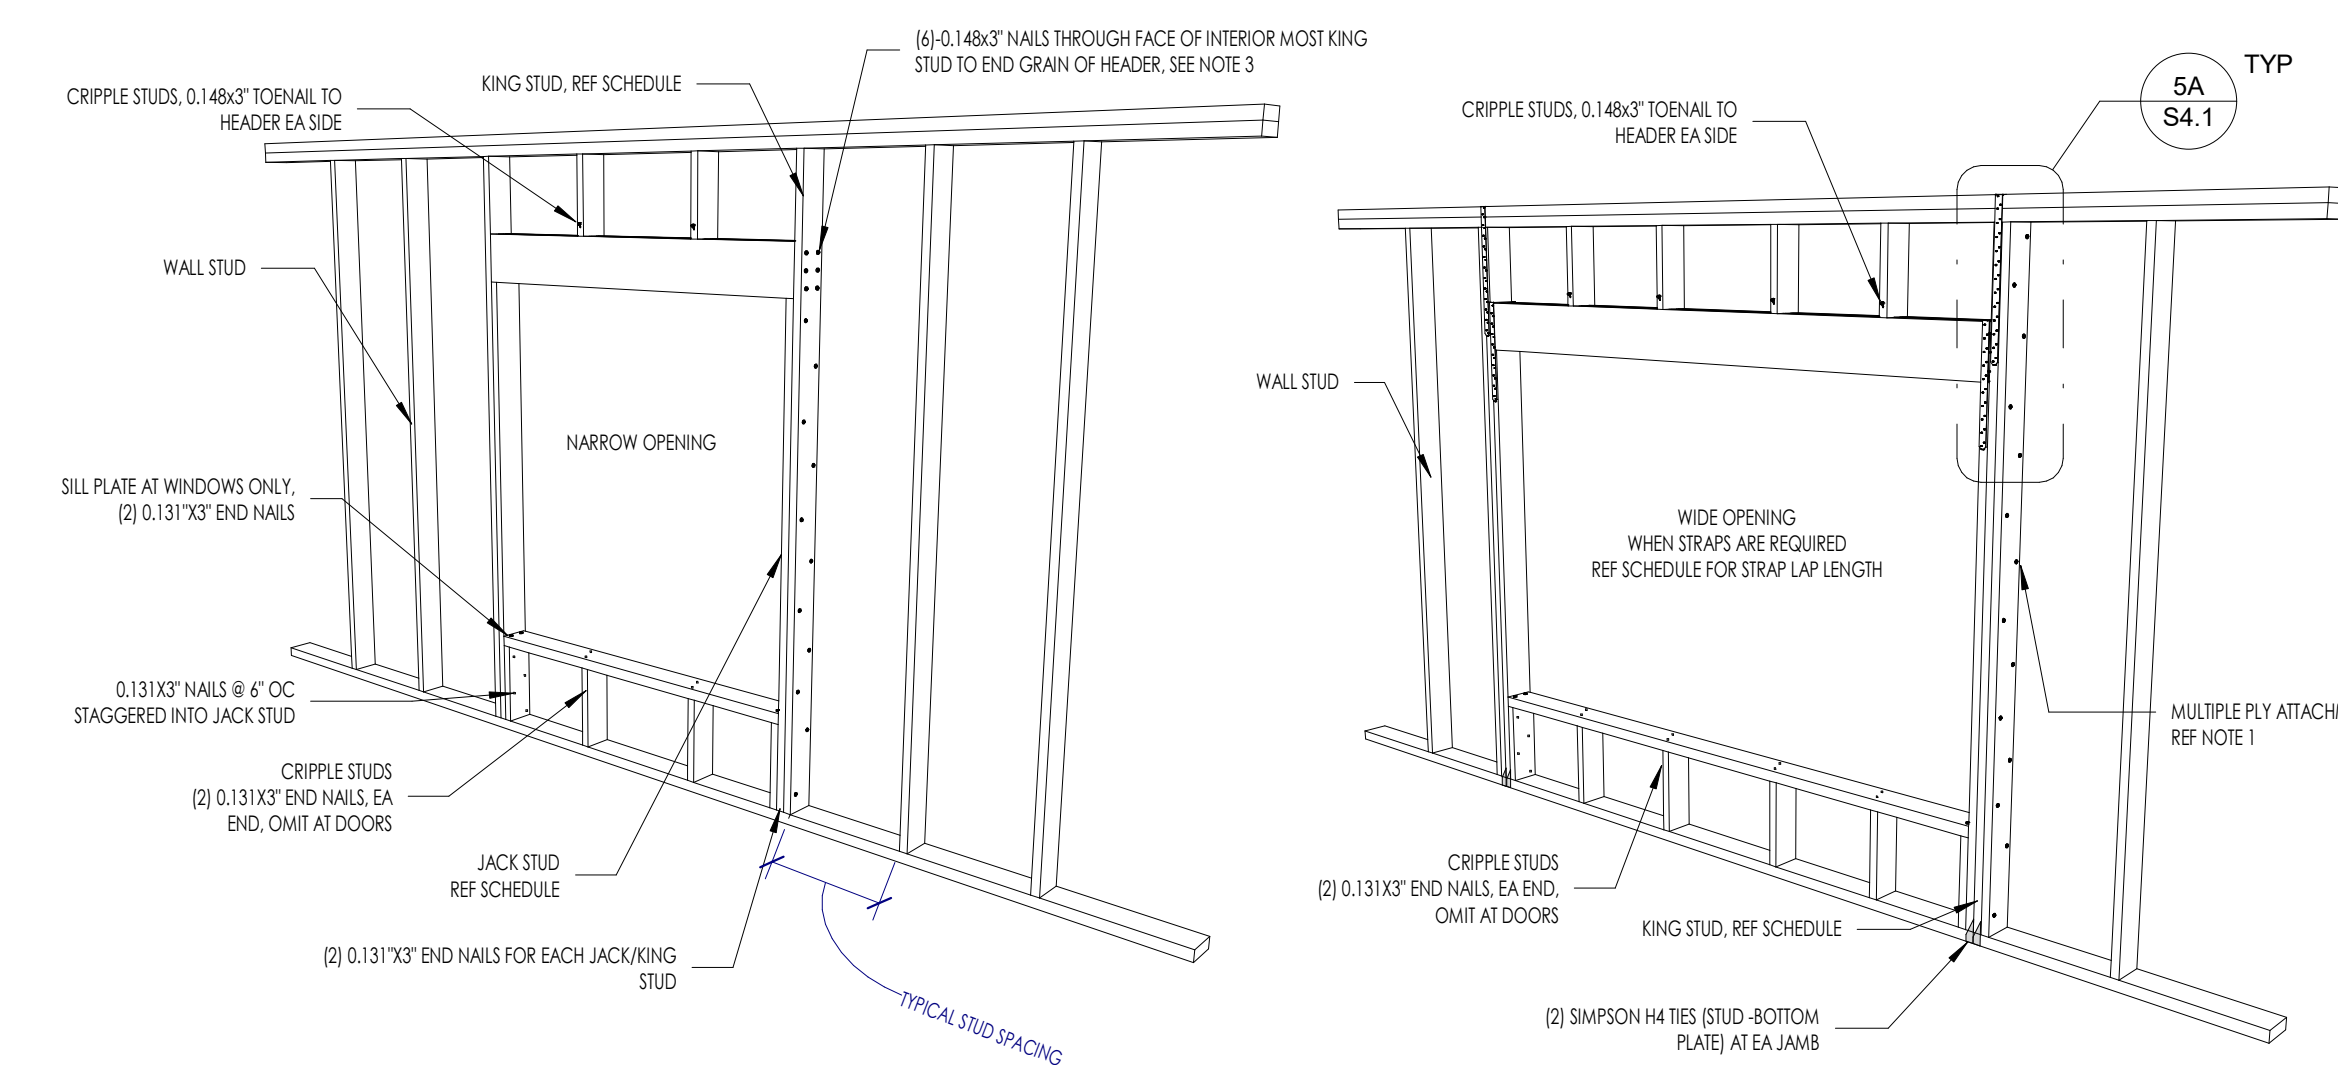 (6)-0.148x3" NAILS THROUGH FACE OF INTERIOR MOST KING
STUD TO END GRAIN OF HEADER, SEE NOTE 3
KING STUD, REF SCHEDULE
CRIPPLE STUDS, 0.148x3" TOENAIL TO
HEADER EA SIDE
WALL STUD
NARROW OPENING
SILL PLATE AT WINDOWS ONLY,
(2) 0.131"X3" END NAILS
0.131X3" NAILS @ 6" OC
STAGGERED INTO JACK STUD
CRIPPLE STUDS
(2) 0.131X3" END NAILS, EA
END, OMIT AT DOORS
JACK STUD
REF SCHEDULE
(2) 0.131"X3" END NAILS FOR EACH JACK/KING
STUD
TYPICAL STUD SPACING
TYP
5A
S4.1
CRIPPLE STUDS, 0.148x3" TOENAIL TO
HEADER EA SIDE
WALL STUD
WIDE OPENING
WHEN STRAPS ARE REQUIRED
REF SCHEDULE FOR STRAP LAP LENGTH
MULTIPLE PLY
REF NOTE 1
CRIPPLE STUDS
(2) 0.131X3" END NAILS, EA END,
OMIT AT DOORS
KING STUD, REF SCHEDULE
(2) SIMPSON H4 TIES (STUD -BOTTOM
PLATE) AT EA JAMB